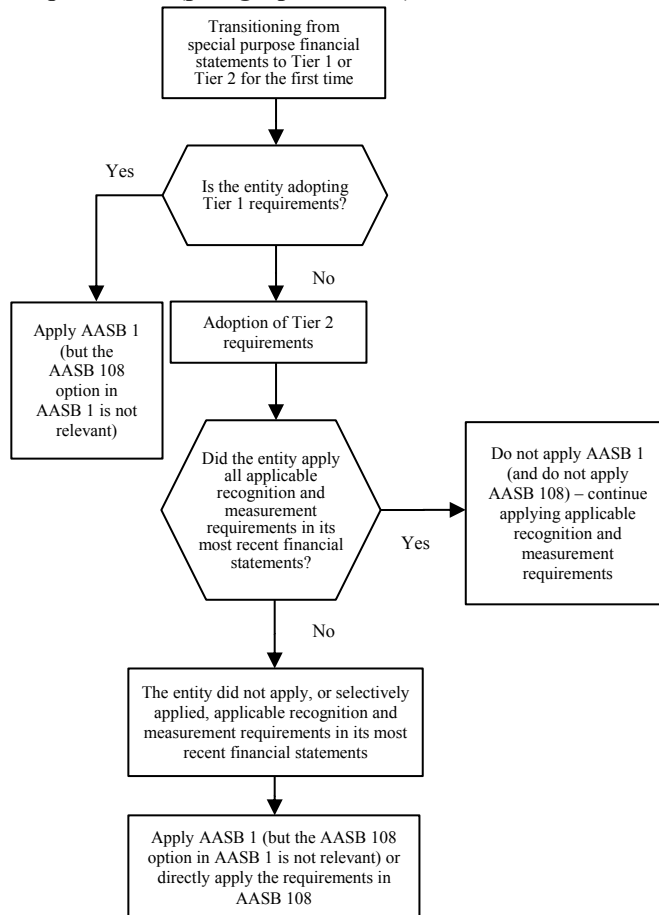 Transitioning from
special purpose financial
statements to Tier 1 or
Tier 2 for the first time
Yes
Is the entity adopting
Tier 1 requirements?
No
Apply AASB 1
(but the
AASB 108
option in
AASB 1 is not
relevant)
Adoption of Tier 2
requirements
Did the entity apply
all applicable
recognition and
measurement
requirements in its
most recent financial
statements?
Yes
Do not apply AASB 1
(and do not apply
AASB 108) – continue
applying applicable
recognition and
measurement
requirements
No
The entity did not apply, or selectively
applied, applicable recognition and
measurement requirements in its most
recent financial statements
Apply AASB 1 (but the AASB 108
option in AASB 1 is not relevant) or
directly apply the requirements in
AASB 108